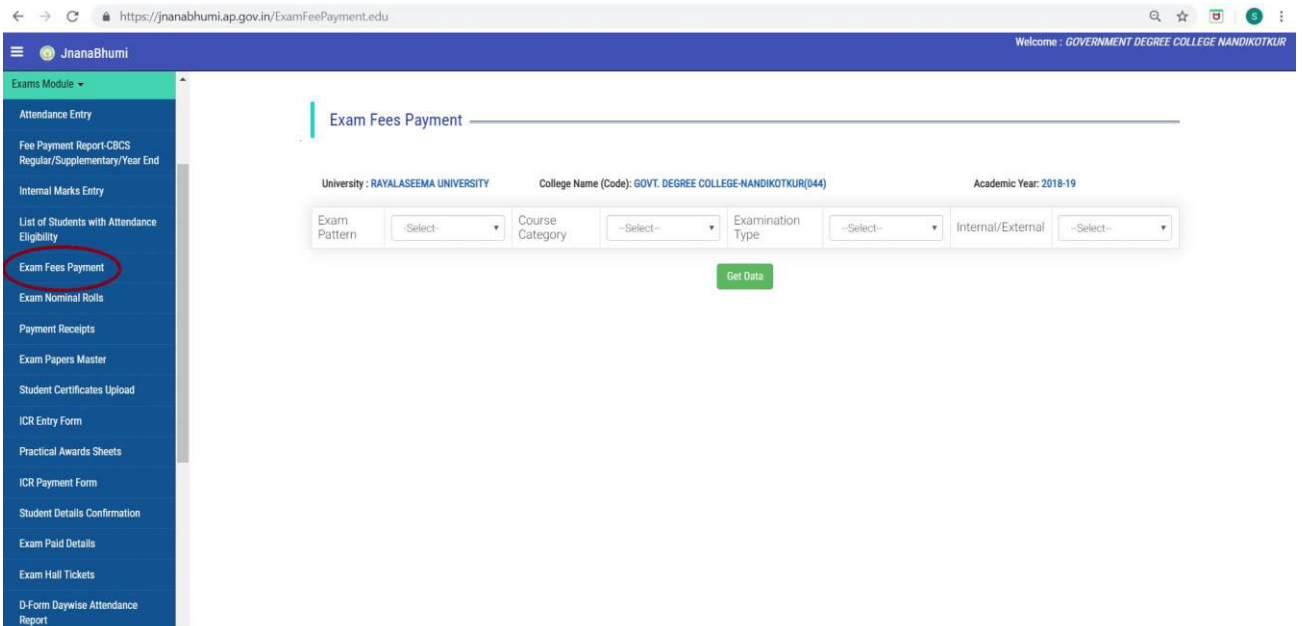 https://jnanabhumi.ap.gov.in/ExamFeePayment.edu
S
JnanaBhumi
Welcome : GOVERNMENT DEGREE COLLEGE NANDIKOTKUR
Exams Module
Attendance Entry
Fee Payment Report-CBCS
Regular/Supplementary/Year End
Internal Marks Entry
List of Students with Attendance
Eligibility
Exam Fees Payment
Exam Nominal Rolls
Payment Receipts
Exam Papers Master
Student Certificates Upload
ICR Entry Form
Practical Awards Sheets
ICR Payment Form
Student Details Confirmation
Exam Paid Details
Exam Hall Tickets
D-Form Daywise Attendance
Report
Exam Fees Payment
University : RAYALASEEMA UNIVERSITY College Name (Code): GOVT. DEGREE COLLEGE-NANDIKOTKUR(044) Academic Year: 2018-19
Exam Pattern -Select- Course Category --Select-- Examination Type --Select-- Internal/External --Select--
Get Data